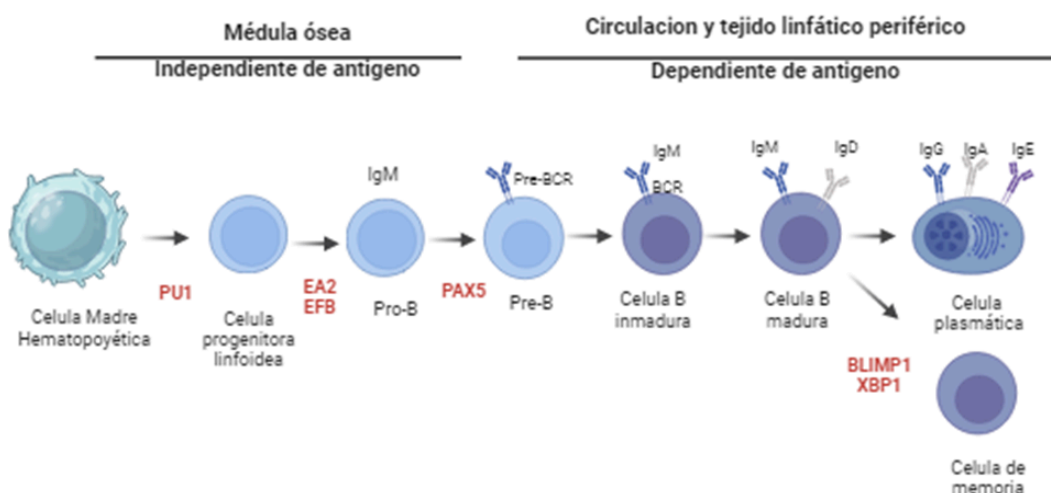 Médula ósea
Independiente de antigeno
Circulacion y tejido linfático periférico
Dependiente de antigeno
IgM
Pre-BCR
IgM
BCR
IgM
IgD
IgG
IgA
IgE
PU1
EA2
EFB
PAX5
Celula Madre
Hematopoyética
Celula
progenitora
linfoidea
Pro-B
Pre-B
Celula B
inmadura
Celula B
madura
Celula
plasmática
BLIMP1
XBP1
Celula de
memoria